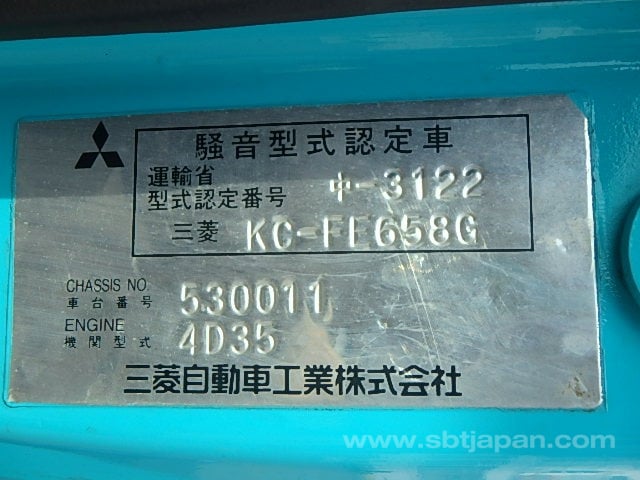 騒音型式認定車
運輸省
型式認定番号 中-3122
三菱 KC-FE658G
CHASSIS NO.
車台番号 530011
ENGINE
機関型式 4D35
三菱自動車工業株式会社
www.sbtjapan.com